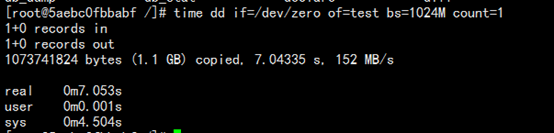 [root@5aebc0fbbabf /]# time dd if=/dev/zero of=test bs=1024M count=1
1+0 records in
1+0 records out
1073741824 bytes (1.1 GB) copied, 7.04335 s, 152 MB/s
real 0m7.053s
user 0m0.001s
sys 0m4.504s